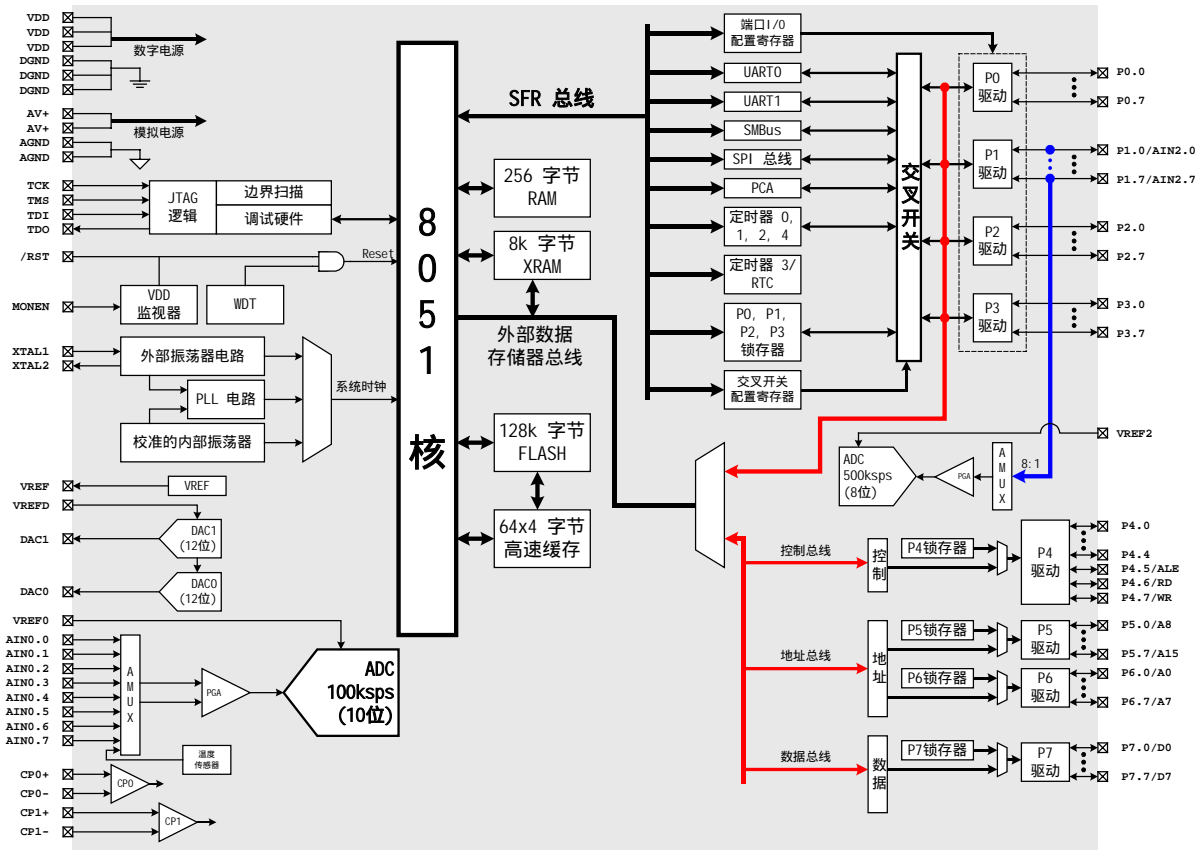 VDD
VDD
VDD
数字电源
DGND
DGND
DGND
AV+
AV+
模拟电源
AGND
AGND
TCK
TMS
TDI
TDO
JTAG
逻辑
边界扫描
调试硬件
/RST
Reset
MONEN
VDD
监视器
WDT
XTAL1
XTAL2
外部振荡器电路
PLL 电路
校准的内部振荡器
系统时钟
VREF
VREF
VREFD
DAC1
DAC1
(12位)
DAC0
DAC0
(12位)
VREF0
AIN0.0
AIN0.1
AIN0.2
AIN0.3
AIN0.4
AIN0.5
AIN0.6
AIN0.7
A
M
U
X
PGA
ADC
100ksps
(10位)
温度
传感器
CP0+
CP0-
CP0
CP1+
CP1-
CP1
8
0
5
1
核
SFR 总线
256 字节
RAM
8k 字节
XRAM
外部数据
存储器总线
128k 字节
FLASH
64x4 字节
高速缓存
端口I/O
配置寄存器
UART0
UART1
SMBus
SPI 总线
PCA
定时器 0,
1, 2, 4
定时器 3/
RTC
P0, P1,
P2, P3
锁存器
交叉开关
配置寄存器
交
叉
开
关
P0
驱动
P1
驱动
P2
驱动
P3
驱动
P0.0
P0.7
P1.0/AIN2.0
P1.7/AIN2.7
P2.0
P2.7
P3.0
P3.7
VREF2
ADC
500ksps
(8位)
PGA
A
M
U
X
8:1
控制总线
控
制
P4锁存器
P4
驱动
P4.0
P4.4
P4.5/ALE
P4.6/RD
P4.7/WR
地址总线
地
址
P5锁存器
P5
驱动
P5.0/A8
P5.7/A15
P6锁存器
P6
驱动
P6.0/A0
P6.7/A7
数据总线
数
据
P7锁存器
P7
驱动
P7.0/D0
P7.7/D7